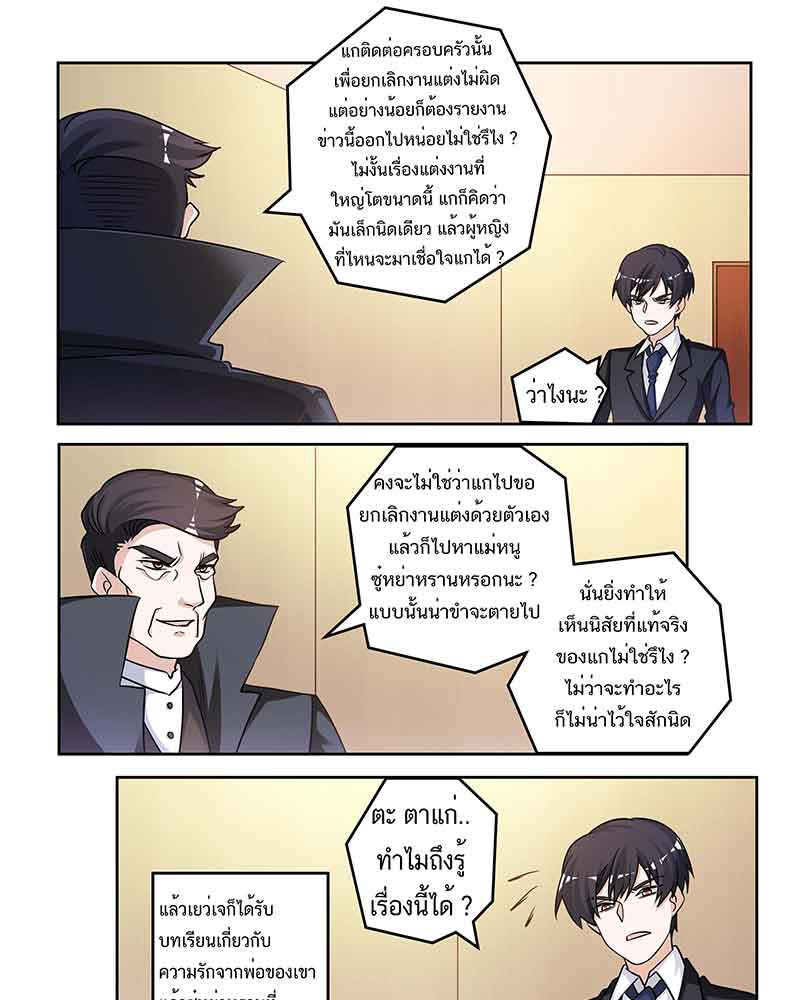 แกติดต่อครอบครัวนั้น
เพื่อยกเลิกงานแต่งไม่ผิด
แต่อย่างน้อยก็ต้องรายงาน
ข่าวนี้ออกไปหน่อยไม่ใช่รึไง ?
ไม่งั้นเรื่องแต่งงานที่
ใหญ่โตขนาดนี้ แกก็คิดว่า
มันเล็กนิดเดียว แล้วผู้หญิง
ที่ไหนจะมาเชื่อใจแกได้ ?
ว่าไงนะ ?
คงจะไม่ใช่ว่าแกไปขอ
ยกเลิกงานแต่งด้วยตัวเอง
แล้วก็ไปหาแม่หนู
ซู่หย่าหรานหรอกนะ ?
แบบนั้นน่าขำจะตายไป
นั่นยิ่งทำให้
เห็นนิสัยที่แท้จริง
ของแกไม่ใช่รึไง ?
ไม่ว่าจะทำอะไร
ก็ไม่น่าไว้ใจสักนิด
ตะ ตาแก่..
ทำไมถึงรู้
เรื่องนี้ได้ ?
แล้วเยว่เจก็ได้รับ
บทเรียนเกี่ยวกับ
ความรักจากพ่อของเขา